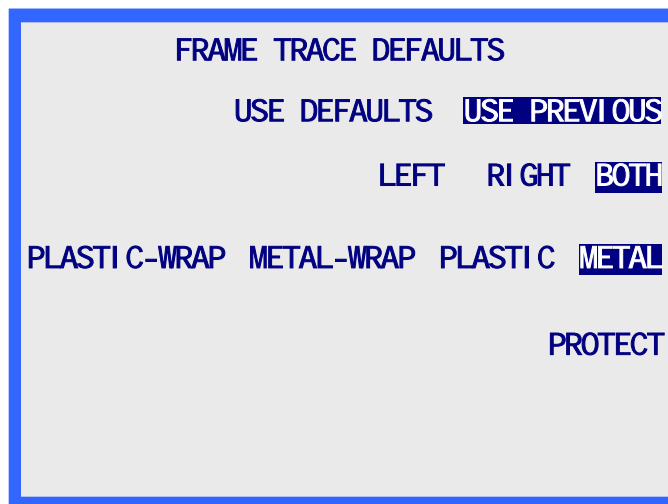 FRAME TRACE DEFAULTS
USE DEFAULTS USE PREVIOUS
LEFT RIGHT BOTH
PLASTIC-WRAP METAL-WRAP PLASTIC METAL
PROTECT